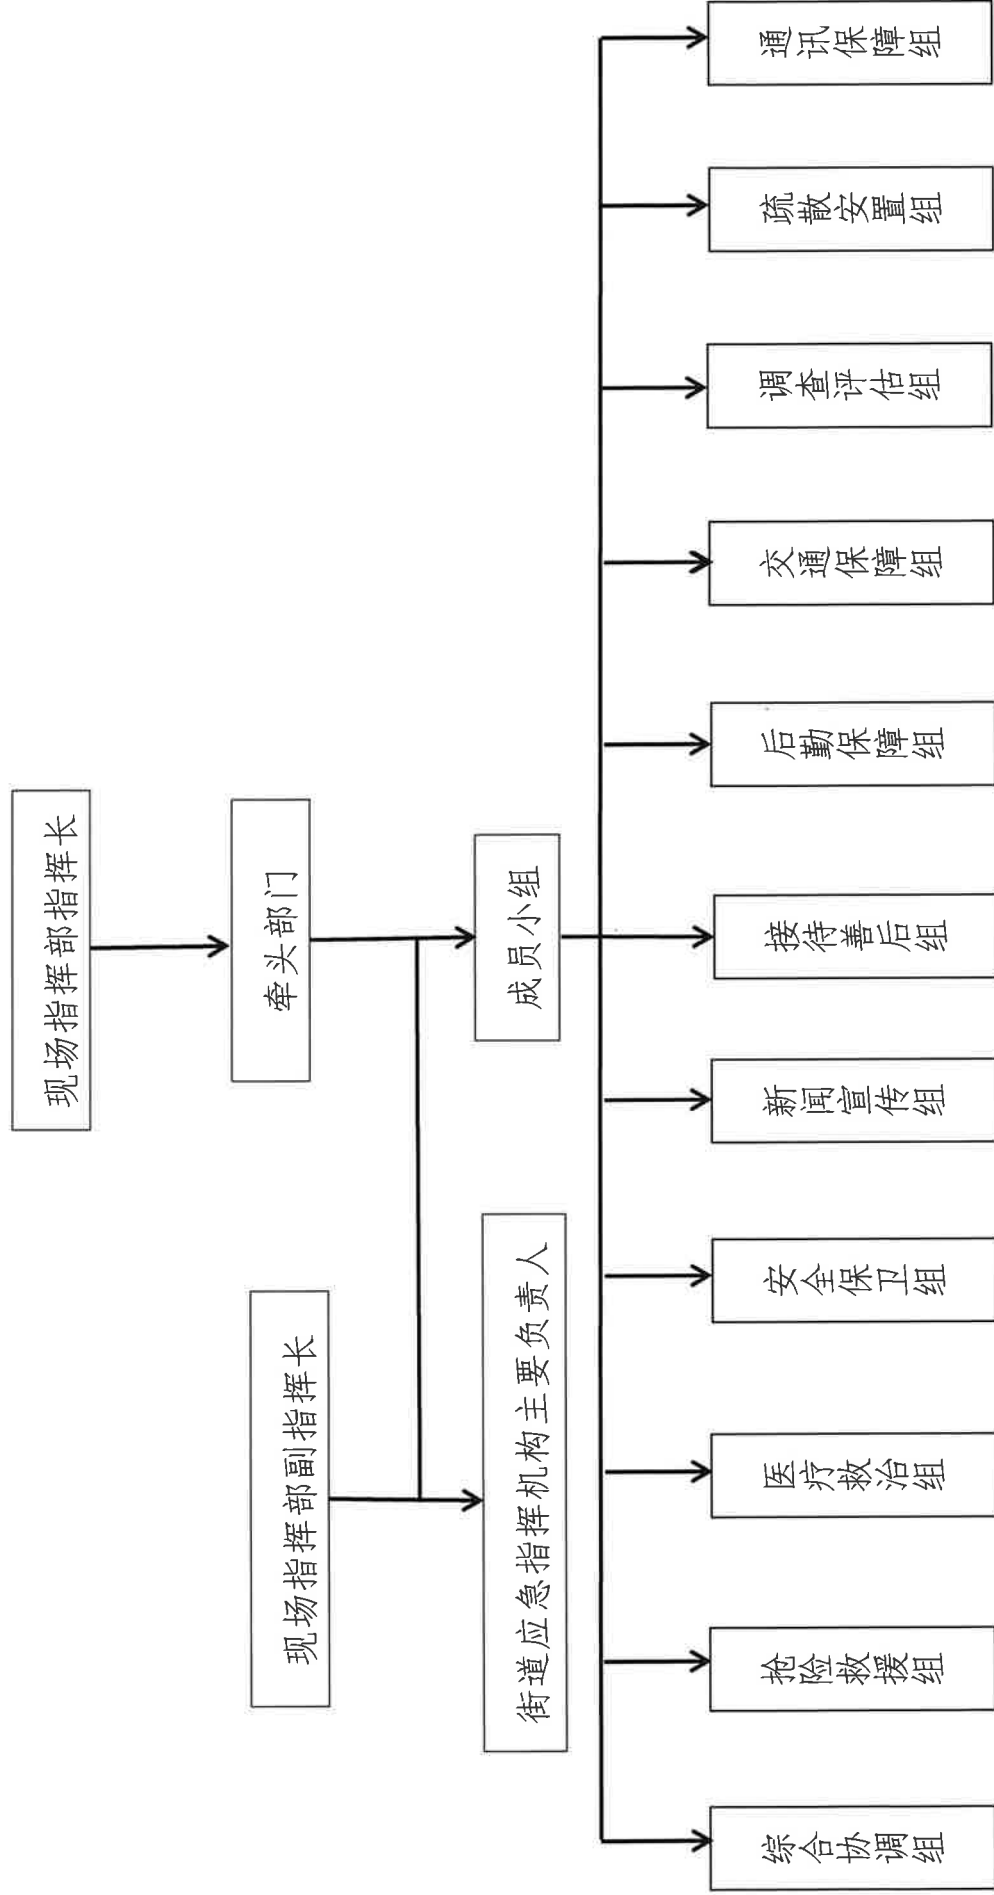 现场指挥部指挥长
现场指挥部副指挥长
牵头部门
街道应急指挥机构主要负责人
成员小组
综合协调组
抢险救援组
医疗救治组
安全保卫组
新闻宣传组
接待善后组
后勤保障组
交通保障组
调查评估组
疏散安置组
通讯保障组